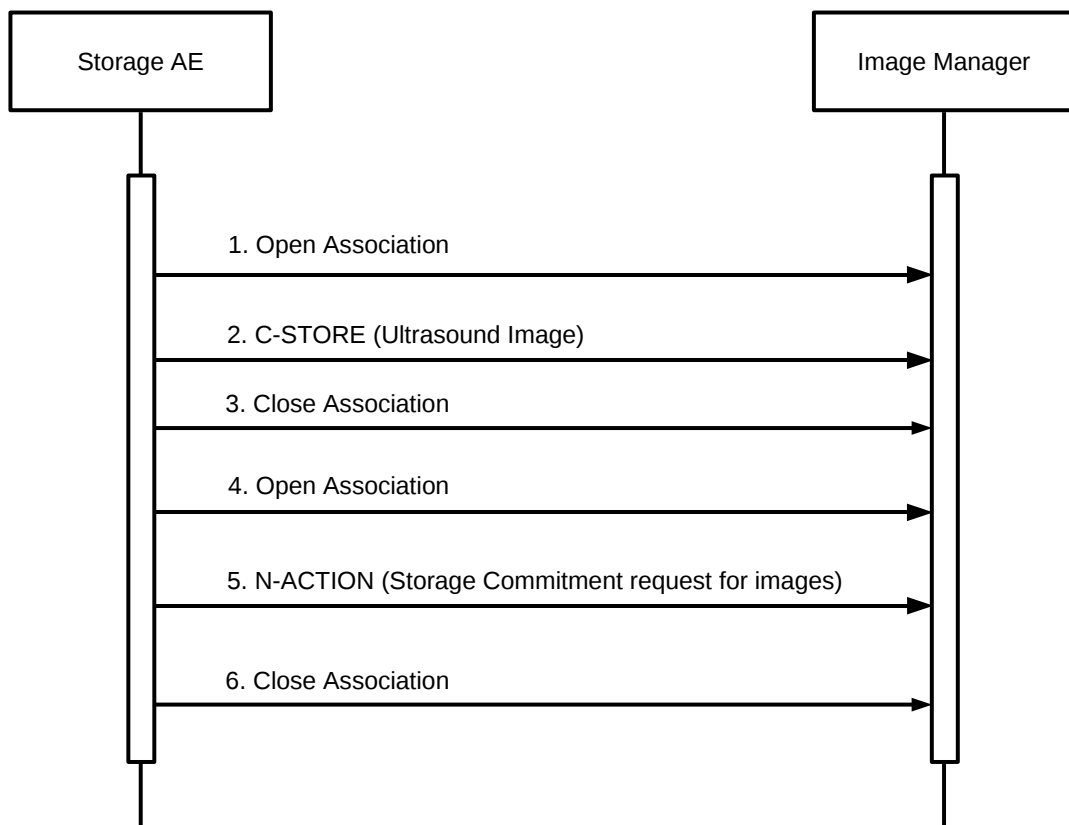 Storage AE
Image Manager
1. Open Association
2. C-STORE (Ultrasound Image)
3. Close Association
4. Open Association
5. N-ACTION (Storage Commitment request for images)
6. Close Association